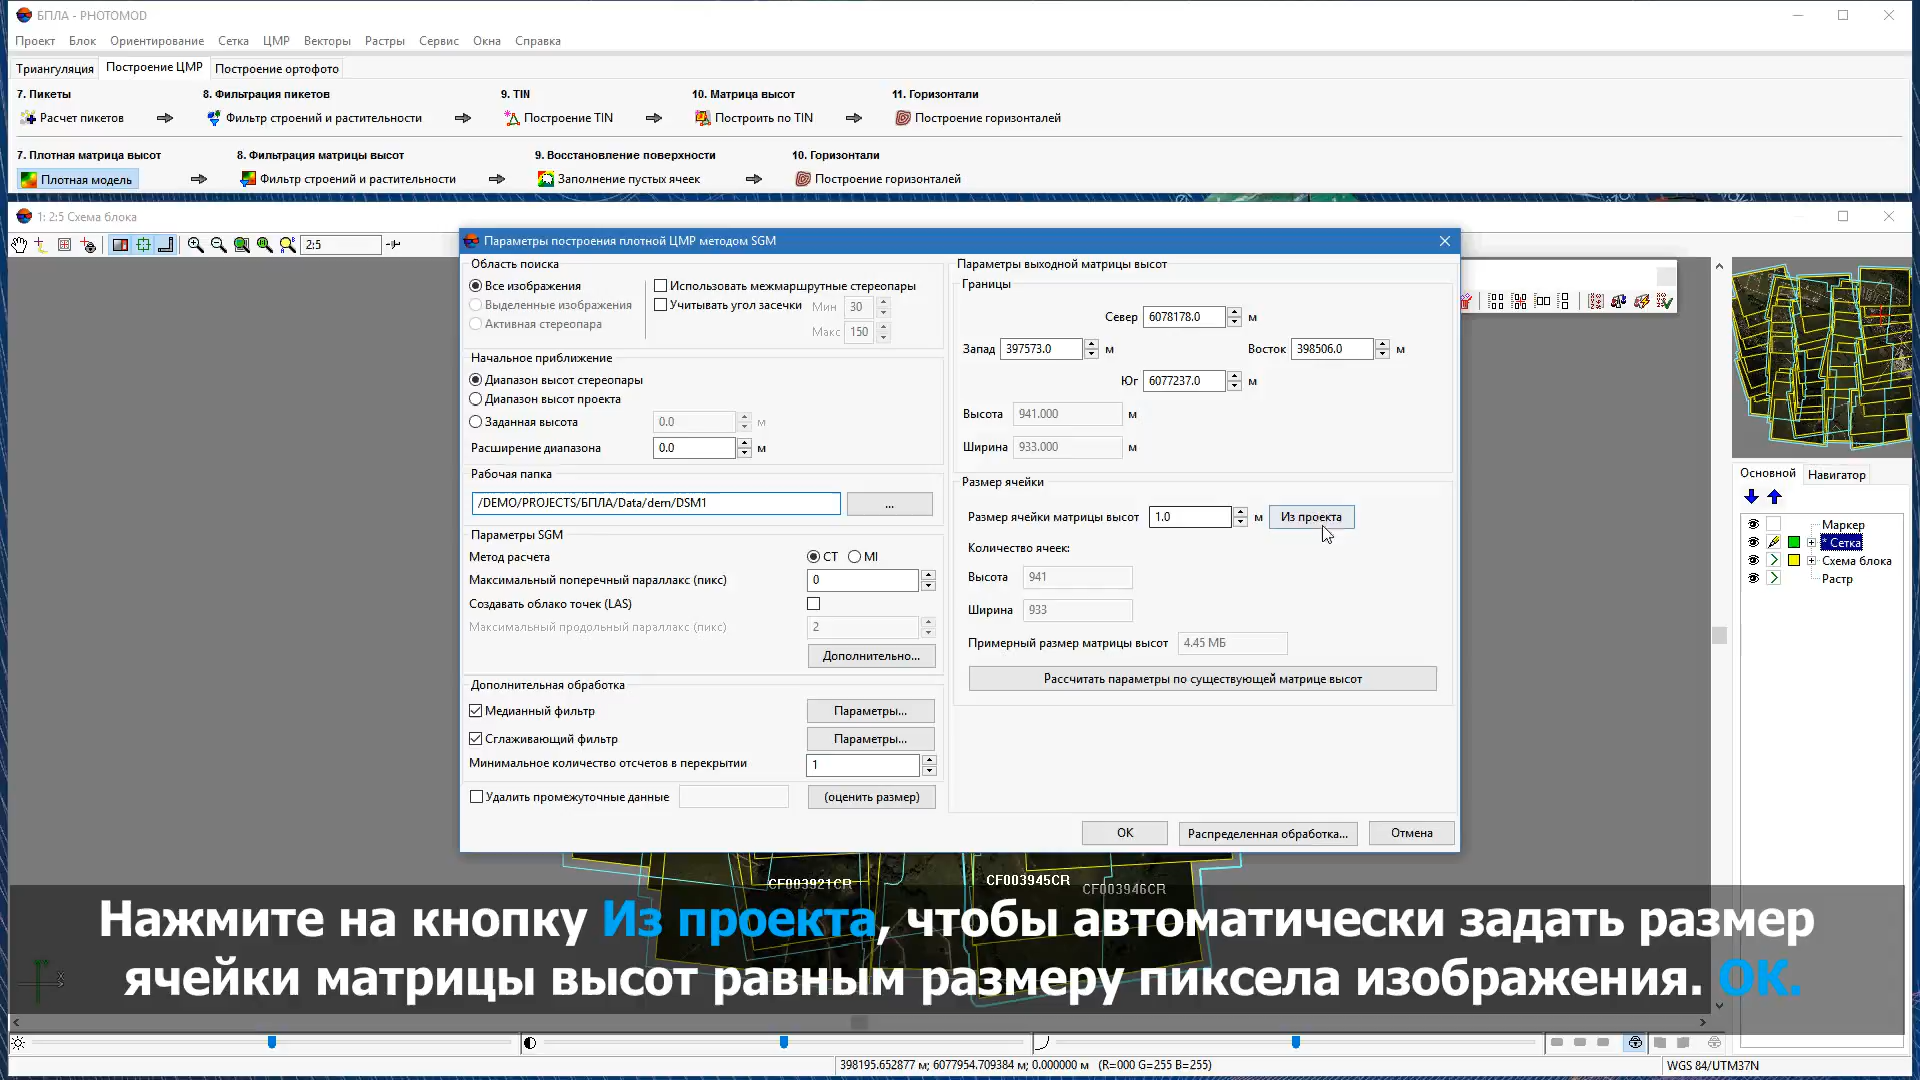 БПЛА - PHOTOMOD
Проект Блок Ориентирование Сетка ЦМР Векторы Растры Сервис Окна Справка
Триангуляция Построение ЦМР Построение ортофото
7. Пикеты 8. Фильтрация пикетов 9. TIN 10. Матрица высот 11. Горизонтали
Расчет пикетов Фильтр строений и растительности Построение TIN Построить по TIN Построение горизонталей
7. Плотная матрица высот 8. Фильтрация матрицы высот 9. Восстановление поверхности 10. Горизонтали
Плотная модель Фильтр строений и растительности Заполнение пустых ячеек Построение горизонталей
1: 2:5 Схема блока
2:5
Параметры построения плотной ЦМР методом SGM
Область поиска
Все изображения
Выделенные изображения
Активная стереопара
Использовать межмаршрутные стереопары
Учитывать угол засечки Мин 30
Макс 150
Начальное приближение
Диапазон высот стереопары
Диапазон высот проекта
Заданная высота 0.0 м
Расширение диапазона 0.0 м
Рабочая папка
/DEMO/PROJECTS/БПЛА/Data/dem/DSM1 ...
Параметры SGM
Метод расчета CT MI
Максимальный поперечный параллакс (пикс) 0
Создавать облако точек (LAS)
Максимальный продольный параллакс (пикс) 2
Дополнительно...
Дополнительная обработка
Медианный фильтр Параметры...
Сглаживающий фильтр Параметры...
Минимальное количество отсчетов в перекрытии 1
Удалить промежуточные данные (оценить размер)
Параметры выходной матрицы высот
Границы
Север 6078178.0 м
Запад 397573.0 м Восток 398506.0 м
Юг 6077237.0 м
Высота 941.000 м
Ширина 933.000 м
Размер ячейки
Размер ячейки матрицы высот 1.0 м Из проекта
Количество ячеек:
Высота 941
Ширина 933
Примерный размер матрицы высот 4.45 МБ
Рассчитать параметры по существующей матрице высот
OK Распределенная обработка... Отмена
Основной Навигатор
Маркер
* Сетка
Схема блока
Растр
CF003921CR CF003945CR CF003946CR
Нажмите на кнопку Из проекта, чтобы автоматически задать размер
ячейки матрицы высот равным размеру пиксела изображения. ОК.
398195.652877 м; 6077954.709384 м; 0.000000 м (R=000 G=255 B=255)
WGS 84/UTM37N